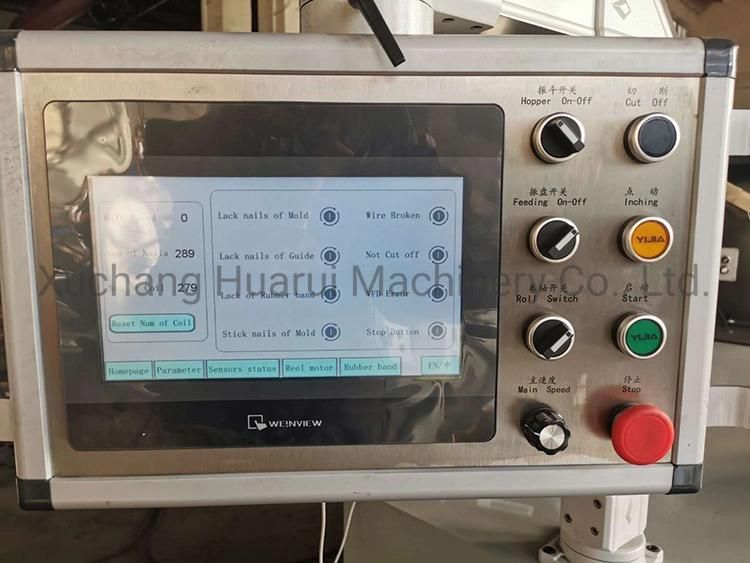 振斗开关
Hopper On-Off
切 断
Cut Off
振盘开关
Feeding On-Off
点 动
Inching
YIJIA
卷轴开关
Roll Switch
启 动
Start
YIJIA
主速度
Main Speed
停止
Stop
0
of Nails 289
Coil 279
Reset Num of Coil
Lack nails of Mold
Wire Broken
Lack nails of Guide
Not Cut off
Lack of Rubber band
VFD Error
Stick nails of Mold
Stop Button
Homepage
Parameter
Sensors status
Reel motor
Rubber band
EN/中
WEINVIEW
Xuchang Huarui Machinery Co., Ltd.